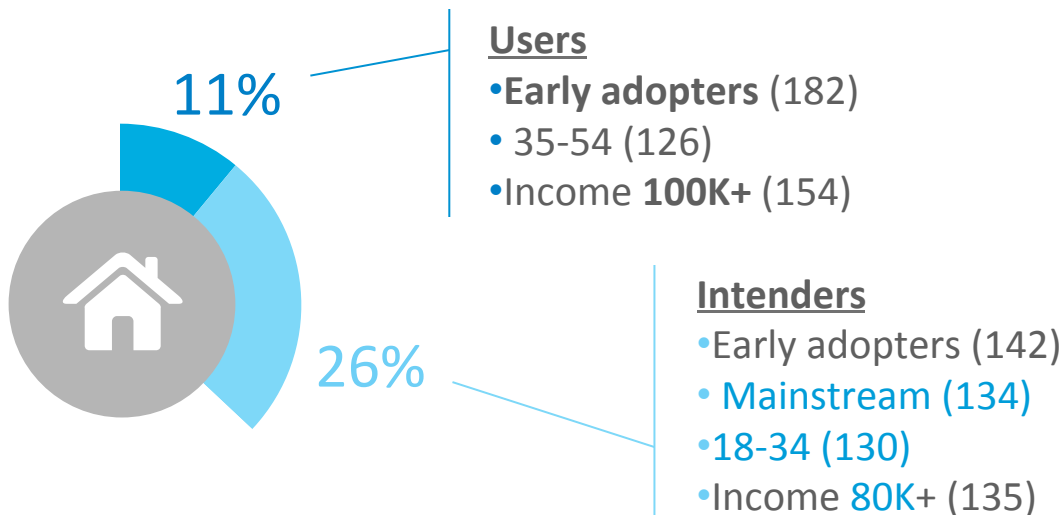 11%
Users
•Early adopters (182)
• 35-54 (126)
•Income 100K+ (154)
26%
Intenders
•Early adopters (142)
• Mainstream (134)
•18-34 (130)
•Income 80K+ (135)